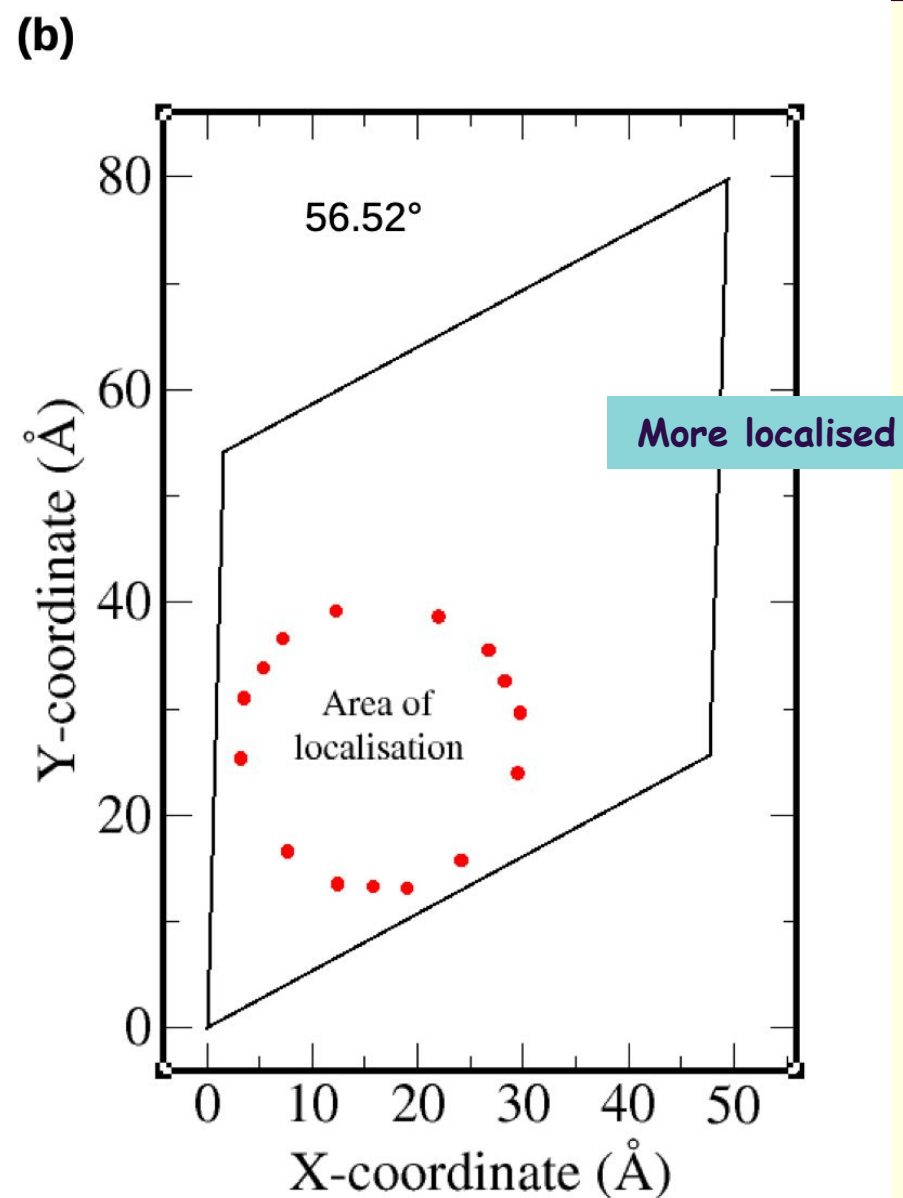 (b)
80
56.52°
60
More localised
40
Area of
localisation
20
0
Y-coordinate (Å)
0 10 20 30 40 50
X-coordinate (Å)